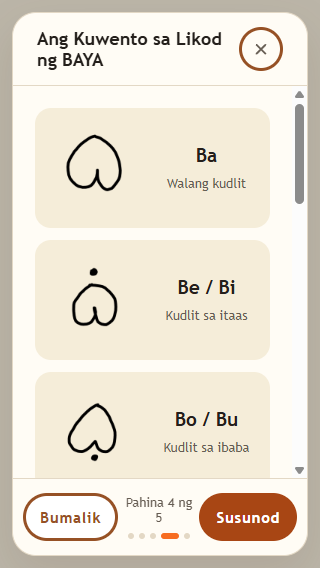 Ang Kuwento sa Likod
ng BAYA
ᜊ
Ba
Walang kudlit
ᜊᜒ
Be / Bi
Kudlit sa itaas
ᜊᜓ
Bo / Bu
Kudlit sa ibaba
Bumalik
Pahina 4 ng
5
Susunod